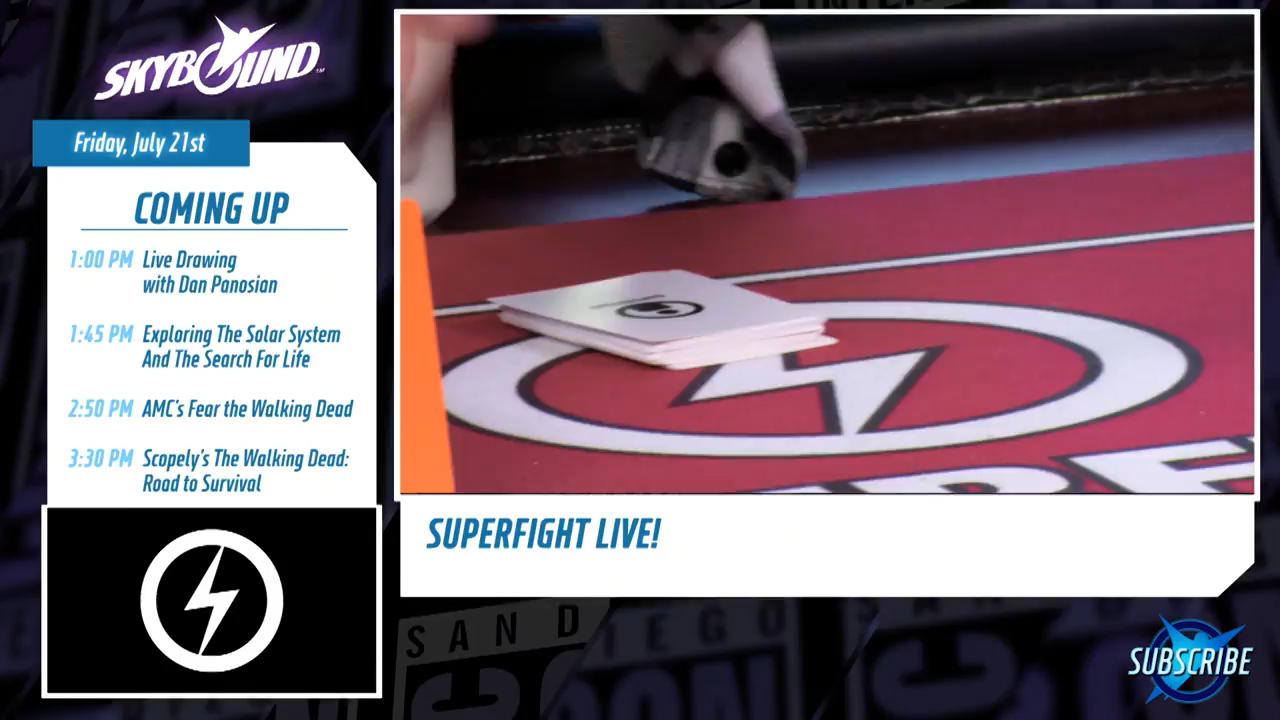 SKYBOUND
Friday, July 21st
COMING UP
1:00 PM Live Drawing
with Dan Panosian
1:45 PM Exploring The Solar System
And The Search For Life
2:50 PM AMC's Fear the Walking Dead
3:30 PM Scopely's The Walking Dead:
Road to Survival
SUPERFIGHT LIVE!
SAN DIEGO
SUBSCRIBE